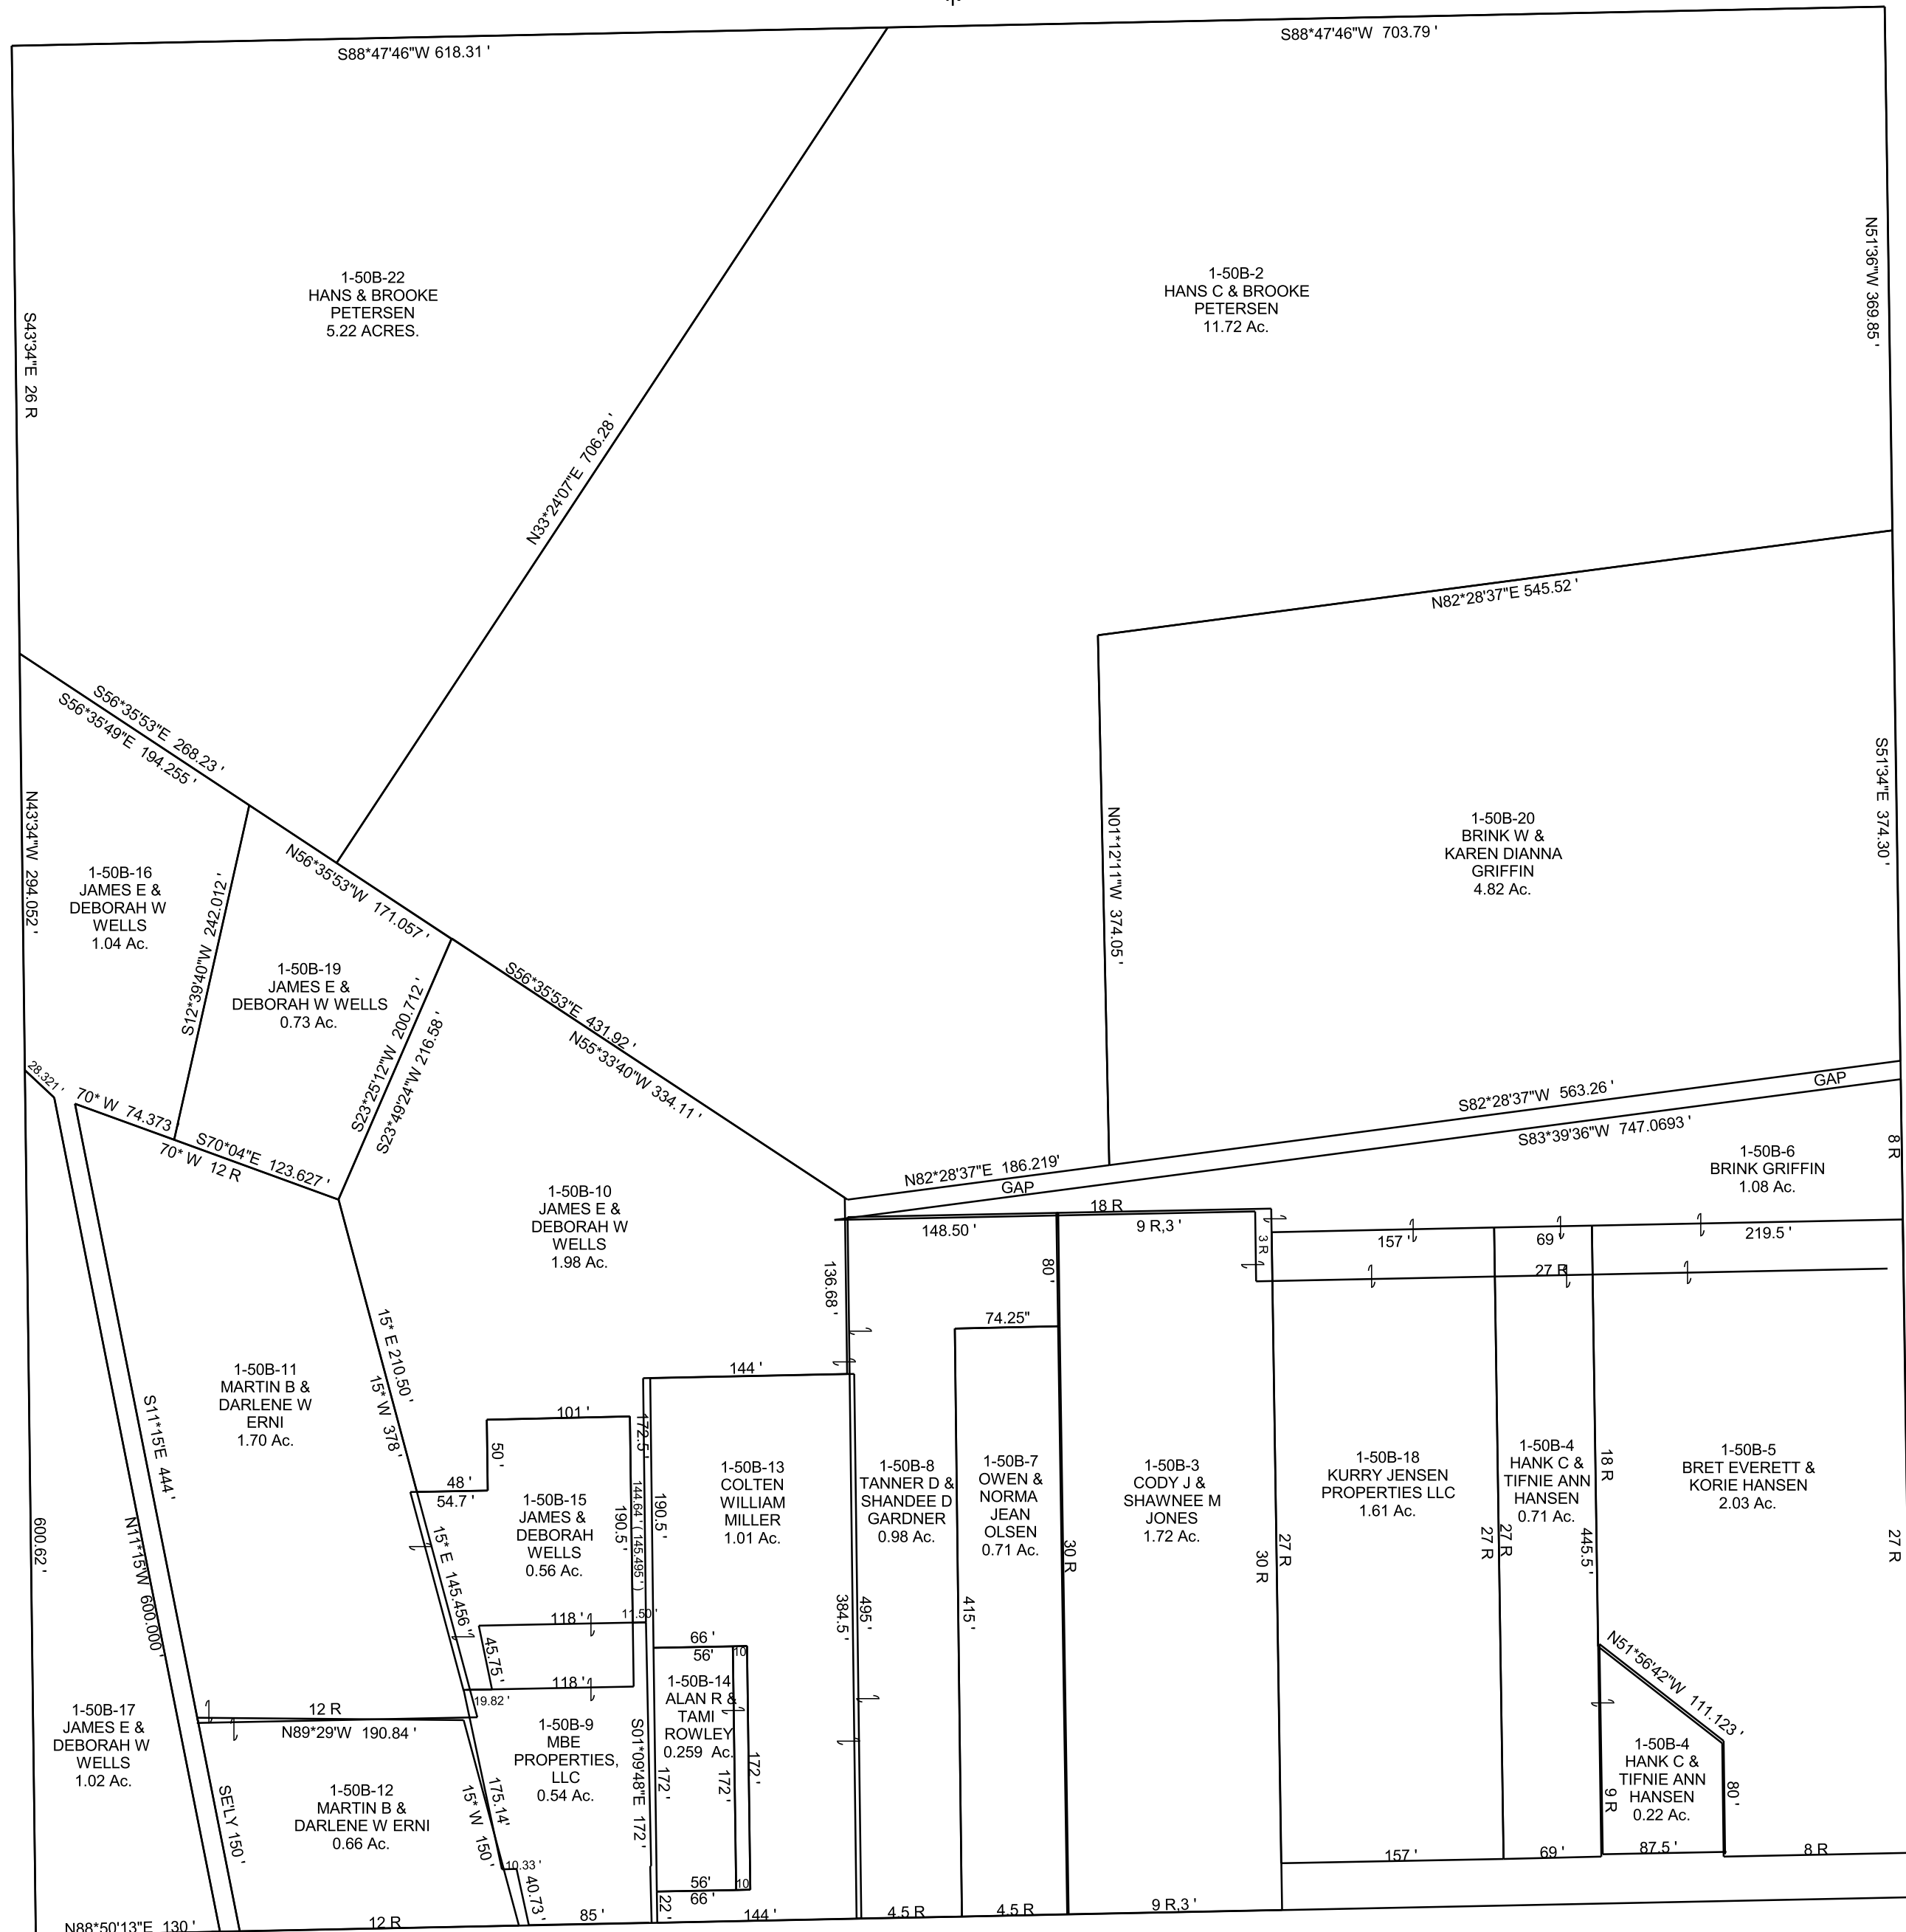 S88*47'46"W 618.31 '
S88*47'46"W 703.79 '
N51'36"W 369.85 '
1-50B-22
HANS & BROOKE
PETERSEN
5.22 ACRES.
1-50B-2
HANS C & BROOKE
PETERSEN
11.72 Ac.
S43'34"E 26 R
N33*24'07"E 706.28 '
N82*28'37"E 545.52 '
S56*35'53"E 268.23 '
S56*35'49"E 194.255 '
S51'34"E 374.30 '
N43'34"W 294.052 '
N01*12'11"W 374.05 '
1-50B-20
BRINK W &
KAREN DIANNA
GRIFFIN
4.82 Ac.
1-50B-16
JAMES E &
DEBORAH W
WELLS
1.04 Ac.
S12*39'40"W 242.012 '
N56*35'53"W 171.057 '
1-50B-19
JAMES E &
DEBORAH W WELLS
0.73 Ac.
S23*25'12"W 200.712 '
S23*49'24"W 216.58 '
S56*35'53"E 431.92 '
N55*33'40"W 334.11 '
28.321 '
70* W 74.373 '
S70*04"E 123.627 '
70* W 12 R
S82*28'37"W 563.26 '
GAP
S83*39'36"W 747.0693 '
N82*28'37"E 186.219'
GAP
8 R
1-50B-6
BRINK GRIFFIN
1.08 Ac.
1-50B-10
JAMES E &
DEBORAH W
WELLS
1.98 Ac.
18 R
148.50 '
9 R,3 '
3 R
157 '
69 '
219.5 '
27 R
136.68 '
80 '
74.25"
15* E 210.50 '
15* W 378 '
144 '
1-50B-11
MARTIN B &
DARLENE W
ERNI
1.70 Ac.
S11*15'E 444 '
N11*15'W 600.000 '
600.62 '
101 '
50 '
172.5 '
48 '
54.7 '
1-50B-15
JAMES &
DEBORAH
WELLS
0.56 Ac.
190.5 '
144.64 ' ( 145.495 ' )
190.5 '
15* E 145.456 '
1-50B-13
COLTEN
WILLIAM
MILLER
1.01 Ac.
1-50B-8
TANNER D &
SHANDEE D
GARDNER
0.98 Ac.
1-50B-7
OWEN &
NORMA
JEAN
OLSEN
0.71 Ac.
1-50B-3
CODY J &
SHAWNEE M
JONES
1.72 Ac.
1-50B-18
KURRY JENSEN
PROPERTIES LLC
1.61 Ac.
1-50B-4
HANK C &
TIFNIE ANN
HANSEN
0.71 Ac.
1-50B-5
BRET EVERETT &
KORIE HANSEN
2.03 Ac.
18 R
445.5 '
30 R
30 R
27 R
27 R
27 R
27 R
384.5 '
495 '
415 '
118 '
11.50 '
45.75 '
118 '
19.82 '
66 '
56'
10
1-50B-14
ALAN R &
TAMI
ROWLEY
0.259 Ac.
172 '
172 '
172 '
S01*09'48"E 172 '
N51*56'42"W 111.123 '
1-50B-4
HANK C &
TIFNIE ANN
HANSEN
0.22 Ac.
9 R
80 '
87.5 '
8 R
157 '
69 '
12 R
N89*29'W 190.84 '
1-50B-17
JAMES E &
DEBORAH W
WELLS
1.02 Ac.
1-50B-9
MBE
PROPERTIES,
LLC
0.54 Ac.
1-50B-12
MARTIN B &
DARLENE W ERNI
0.66 Ac.
SE'LY 150 '
175.14'
15* W 150 '
10.33 '
40.73 '
56'
10
66 '
22 '
N88*50'13"E 130 '
12 R
85 '
144 '
4.5 R
4.5 R
9 R,3 '